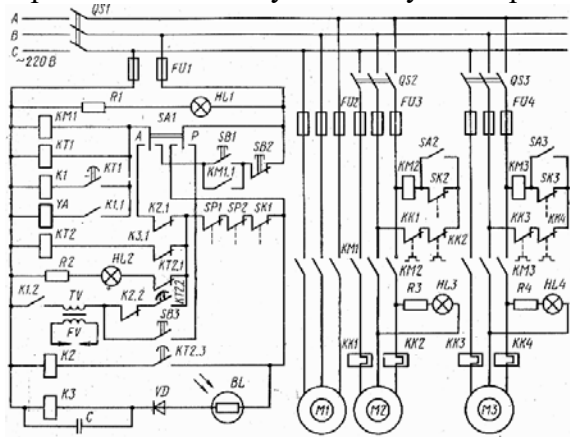 A QS1
B
C
~220 В
FU1
R1 HL1
KM1 SA1
QS2 QS3
FU2 FU3 FU4
A P SB1 SB2
KT1
KM1.1
SA2 SA3
KM2 KM3
K1 KT1
SK2 SK3
YA K1.1
K2.1 SP1 SP2 SK1
KK1 KK2 KK3 KK4
KT2 K3.1
R2 HL2 KT2.1
KM1 KM2 KM3
K1.2 TV K2.2 KT2.2
R3 HL3 R4 HL4
FV SB3
K2 KT2.3
KK1 KK2 KK3 KK4
K3 VD BL
C
M1 M2 M3